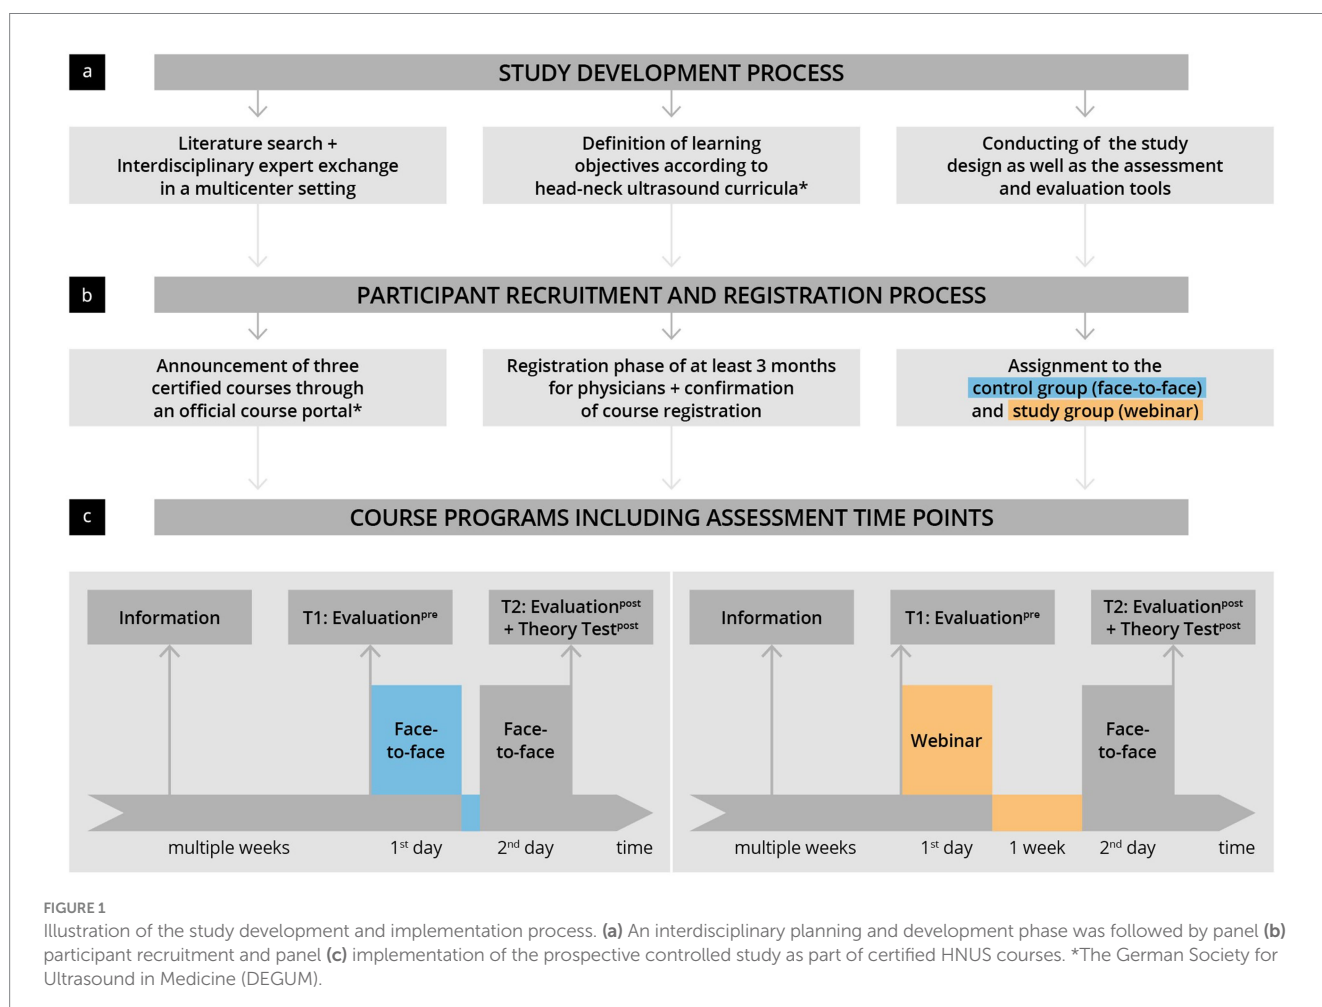 a
STUDY DEVELOPMENT PROCESS
Literature search +
Interdisciplinary expert exchange
in a multicenter setting
Definition of learning
objectives according to
head-neck ultrasound curricula*
Conducting of the study
design as well as the assessment
and evaluation tools
b
PARTICIPANT RECRUITMENT AND REGISTRATION PROCESS
Announcement of three
certified courses through
an official course portal*
Registration phase of at least 3 months
for physicians + confirmation
of course registration
Assignment to the
control group (face-to-face)
and study group (webinar)
c
COURSE PROGRAMS INCLUDING ASSESSMENT TIME POINTS
Information
T1: Evaluationpre
T2: Evaluationpost
+ Theory Testpost
Face-
to-face
Face-
to-face
multiple weeks
1st day
2nd day
time
Information
T1: Evaluationpre
T2: Evaluationpost
+ Theory Testpost
Webinar
Face-
to-face
multiple weeks
1st day
1 week
2nd day
time
FIGURE 1
Illustration of the study development and implementation process. (a) An interdisciplinary planning and development phase was followed by panel (b)
participant recruitment and panel (c) implementation of the prospective controlled study as part of certified HNUS courses. *The German Society for
Ultrasound in Medicine (DEGUM).